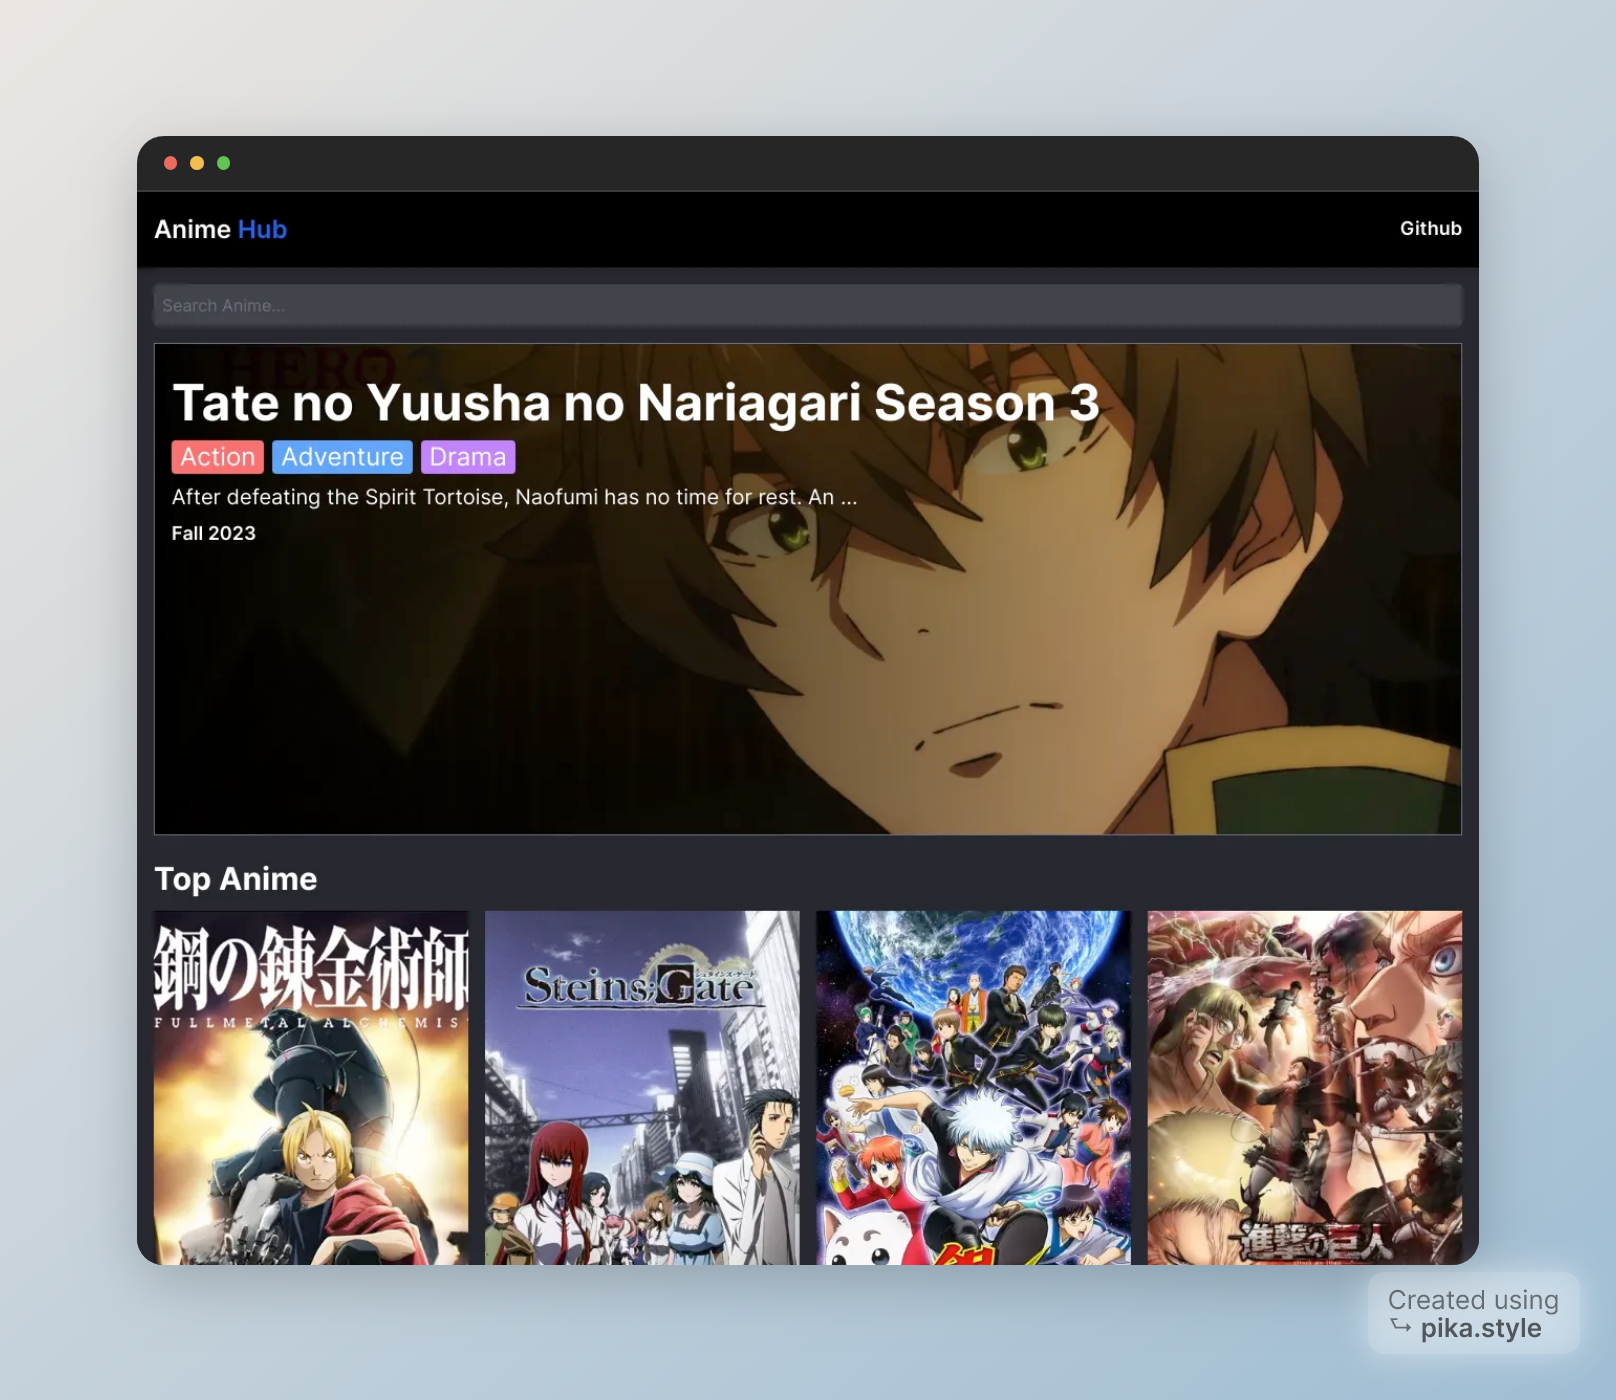 Anime Hub
Github
Search Anime...
HERO 3
Tate no Yuusha no Nariagari Season 3
Action Adventure Drama
After defeating the Spirit Tortoise, Naofumi has no time for rest. An ...
Fall 2023
Top Anime
鋼の錬金術師
FULLMETAL ALCHEMIS
シュタインズ・ゲート
Steins;Gate
進撃の巨人
Created using
pika.style